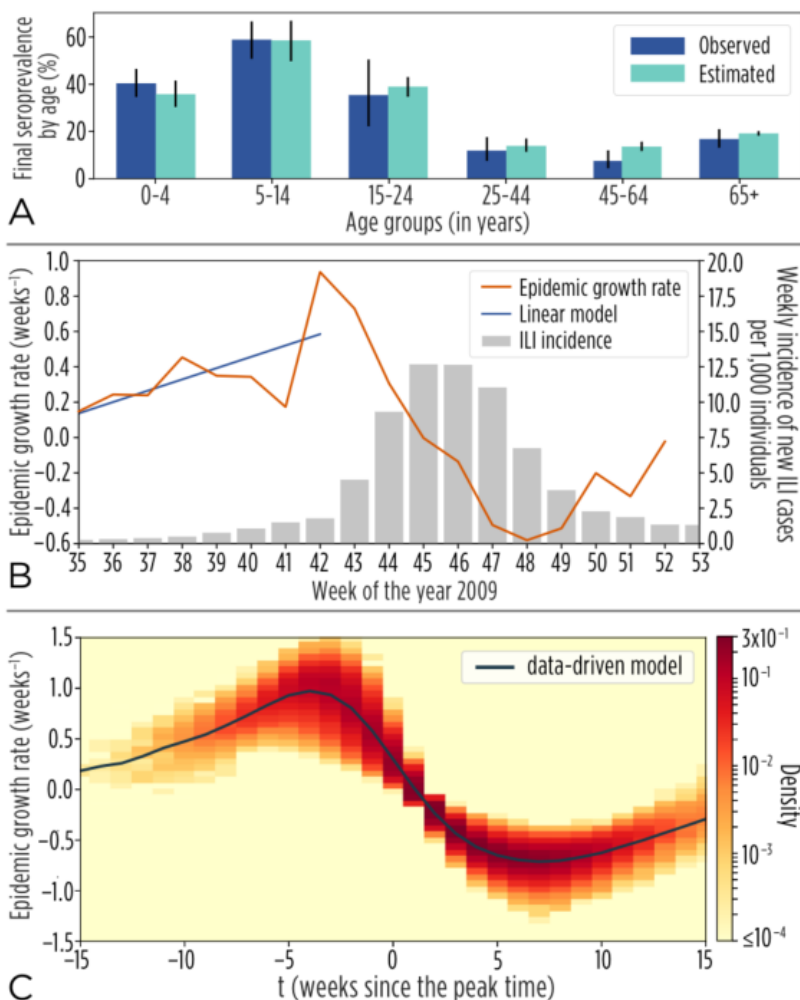 Final seroprevalence
by age (%)
60
40
20
0
Observed
Estimated
0-4
5-14
15-24
25-44
45-64
65+
Age groups (in years)
A
Epidemic growth rate (weeks⁻¹)
1.0
0.8
0.6
0.4
0.2
0.0
−0.2
−0.4
−0.6
Epidemic growth rate
Linear model
ILI incidence
20.0
17.5
15.0
12.5
10.0
7.5
5.0
2.5
0.0
Weekly incidence of new ILI cases
per 1,000 individuals
35 36 37 38 39 40 41 42 43 44 45 46 47 48 49 50 51 52 53
Week of the year 2009
B
Epidemic growth rate (weeks⁻¹)
1.5
1.0
0.5
0.0
−0.5
−1.0
−1.5
data-driven model
3x10⁻¹
10⁻¹
10⁻²
10⁻³
≤10⁻⁴
Density
−15 −10 −5 0 5 10 15
t (weeks since the peak time)
C